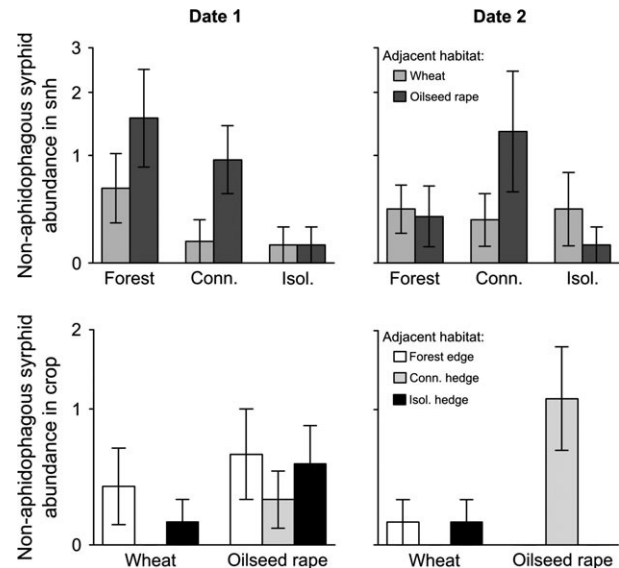 Date 1
Date 2
Non-aphidophagous syrphid
abundance in snh
3
2
1
0
Forest Conn. Isol.
Adjacent habitat:
Wheat
Oilseed rape
Forest Conn. Isol.
Non-aphidophagous syrphid
abundance in crop
2
1
0
Wheat Oilseed rape
Adjacent habitat:
Forest edge
Conn. hedge
Isol. hedge
Wheat Oilseed rape